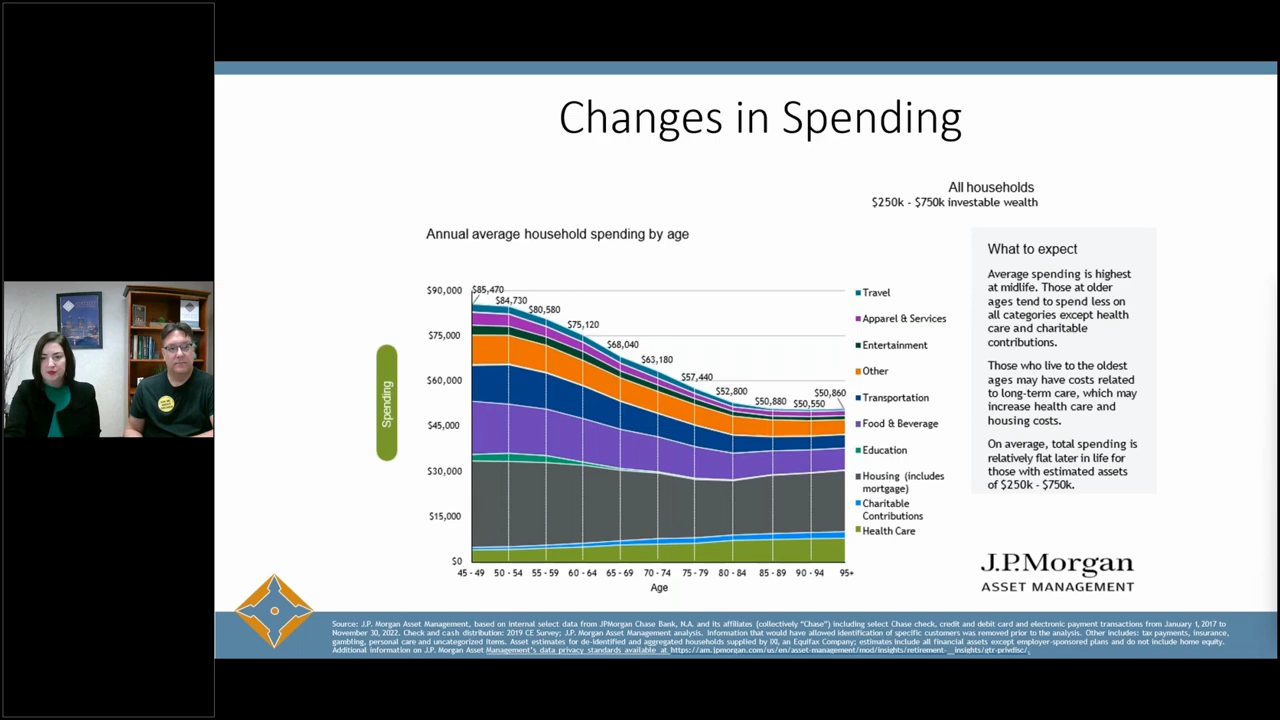 Changes in Spending
All households
$250k - $750k investable wealth
Annual average household spending by age
Spending
$90,000
$75,000
$60,000
$45,000
$30,000
$15,000
$0
$85,470
$84,730
$80,580
$75,120
$68,040
$63,180
$57,440
$52,800
$50,880
$50,550
$50,860
45 - 49
50 - 54
55 - 59
60 - 64
65 - 69
70 - 74
75 - 79
80 - 84
85 - 89
90 - 94
95+
Age
Travel
Apparel & Services
Entertainment
Other
Transportation
Food & Beverage
Education
Housing (includes
mortgage)
Charitable
Contributions
Health Care
What to expect
Average spending is highest
at midlife. Those at older
ages tend to spend less on
all categories except health
care and charitable
contributions.
Those who live to the oldest
ages may have costs related
to long-term care, which may
increase health care and
housing costs.
On average, total spending is
relatively flat later in life for
those with estimated assets
of $250k - $750k.
J.P.Morgan
ASSET MANAGEMENT
Source: J.P. Morgan Asset Management, based on internal select data from JPMorgan Chase Bank, N.A. and its affiliates (collectively "Chase") including select Chase check, credit and debit card and electronic payment transactions from January 1, 2017 to
November 30, 2022. Check and cash distribution: 2019 CE Survey; J.P. Morgan Asset Management analysis. Information that would have allowed identification of specific customers was removed prior to the analysis. Other includes: tax payments, insurance,
gambling, personal care and uncategorized items. Asset estimates for de-identified and aggregated households supplied by IXI, an Equifax Company; estimates include all financial assets except employer-sponsored plans and do not include home equity.
Additional information on J.P. Morgan Asset Management's data privacy standards available at https://am.jpmorgan.com/us/en/asset-management/mod/insights/retirement-_insights/gtr-privdisc/.